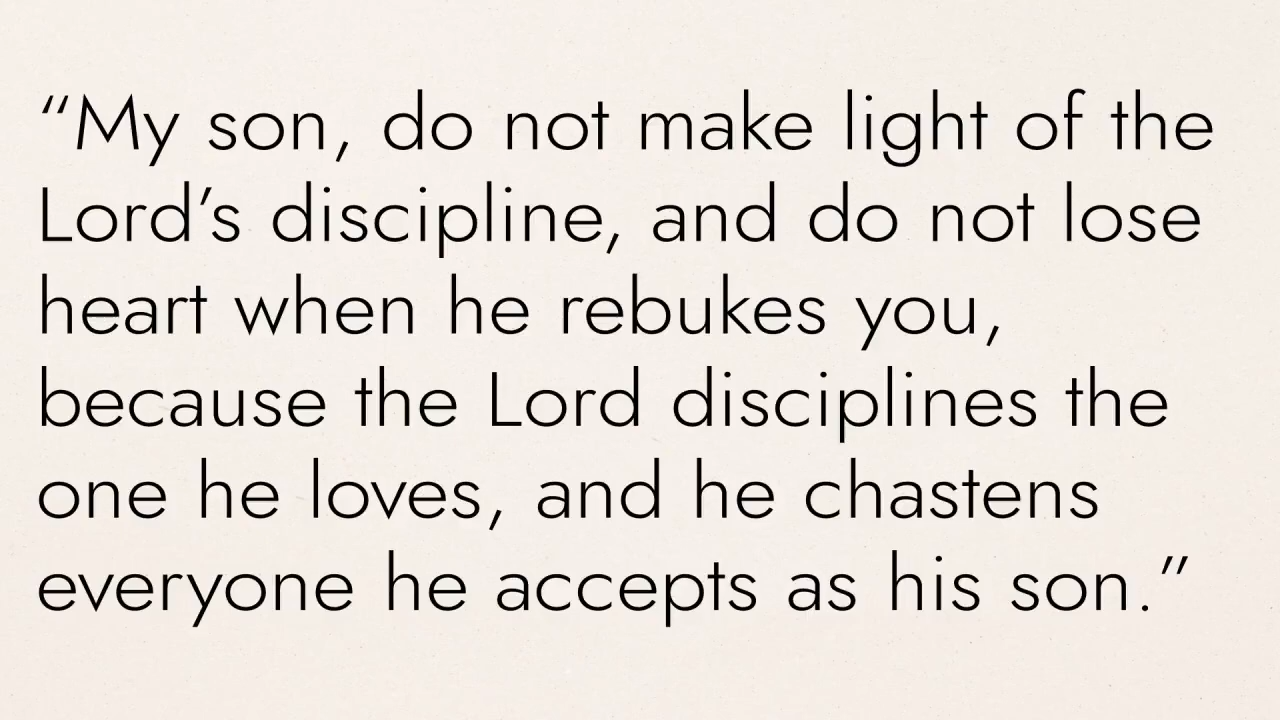 “My son, do not make light of the
Lord’s discipline, and do not lose
heart when he rebukes you,
because the Lord disciplines the
one he loves, and he chastens
everyone he accepts as his son.”